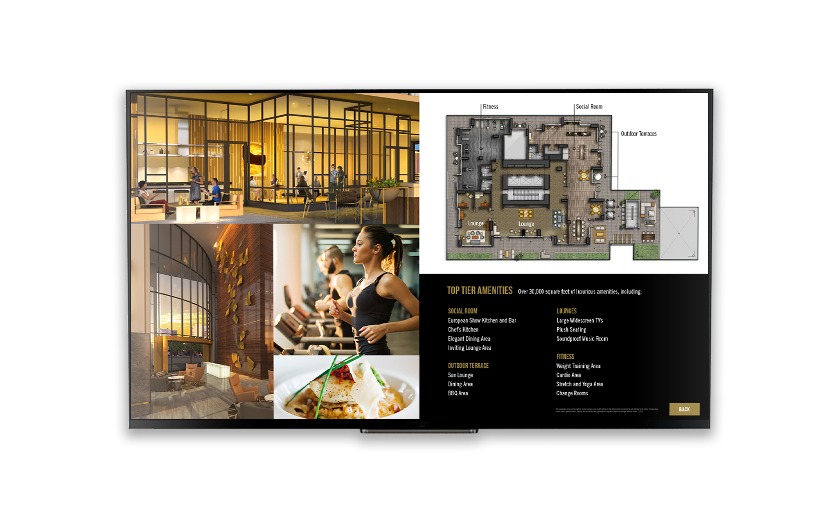 Fitness
Social Room
Outdoor Terraces
Lounge
Lounge
TOP TIER AMENITIES Over 30,000 square feet of luxurious amenities, including:
SOCIAL ROOM
European Show Kitchen and Bar
Chef's Kitchen
Elegant Dining Area
Inviting Lounge Area
OUTDOOR TERRACE
Sun Lounge
Dining Area
BBQ Area
LOUNGES
Large Widescreen TVs
Plush Seating
Soundproof Music Room
FITNESS
Weight Training Area
Cardio Area
Stretch and Yoga Area
Change Rooms
BACK